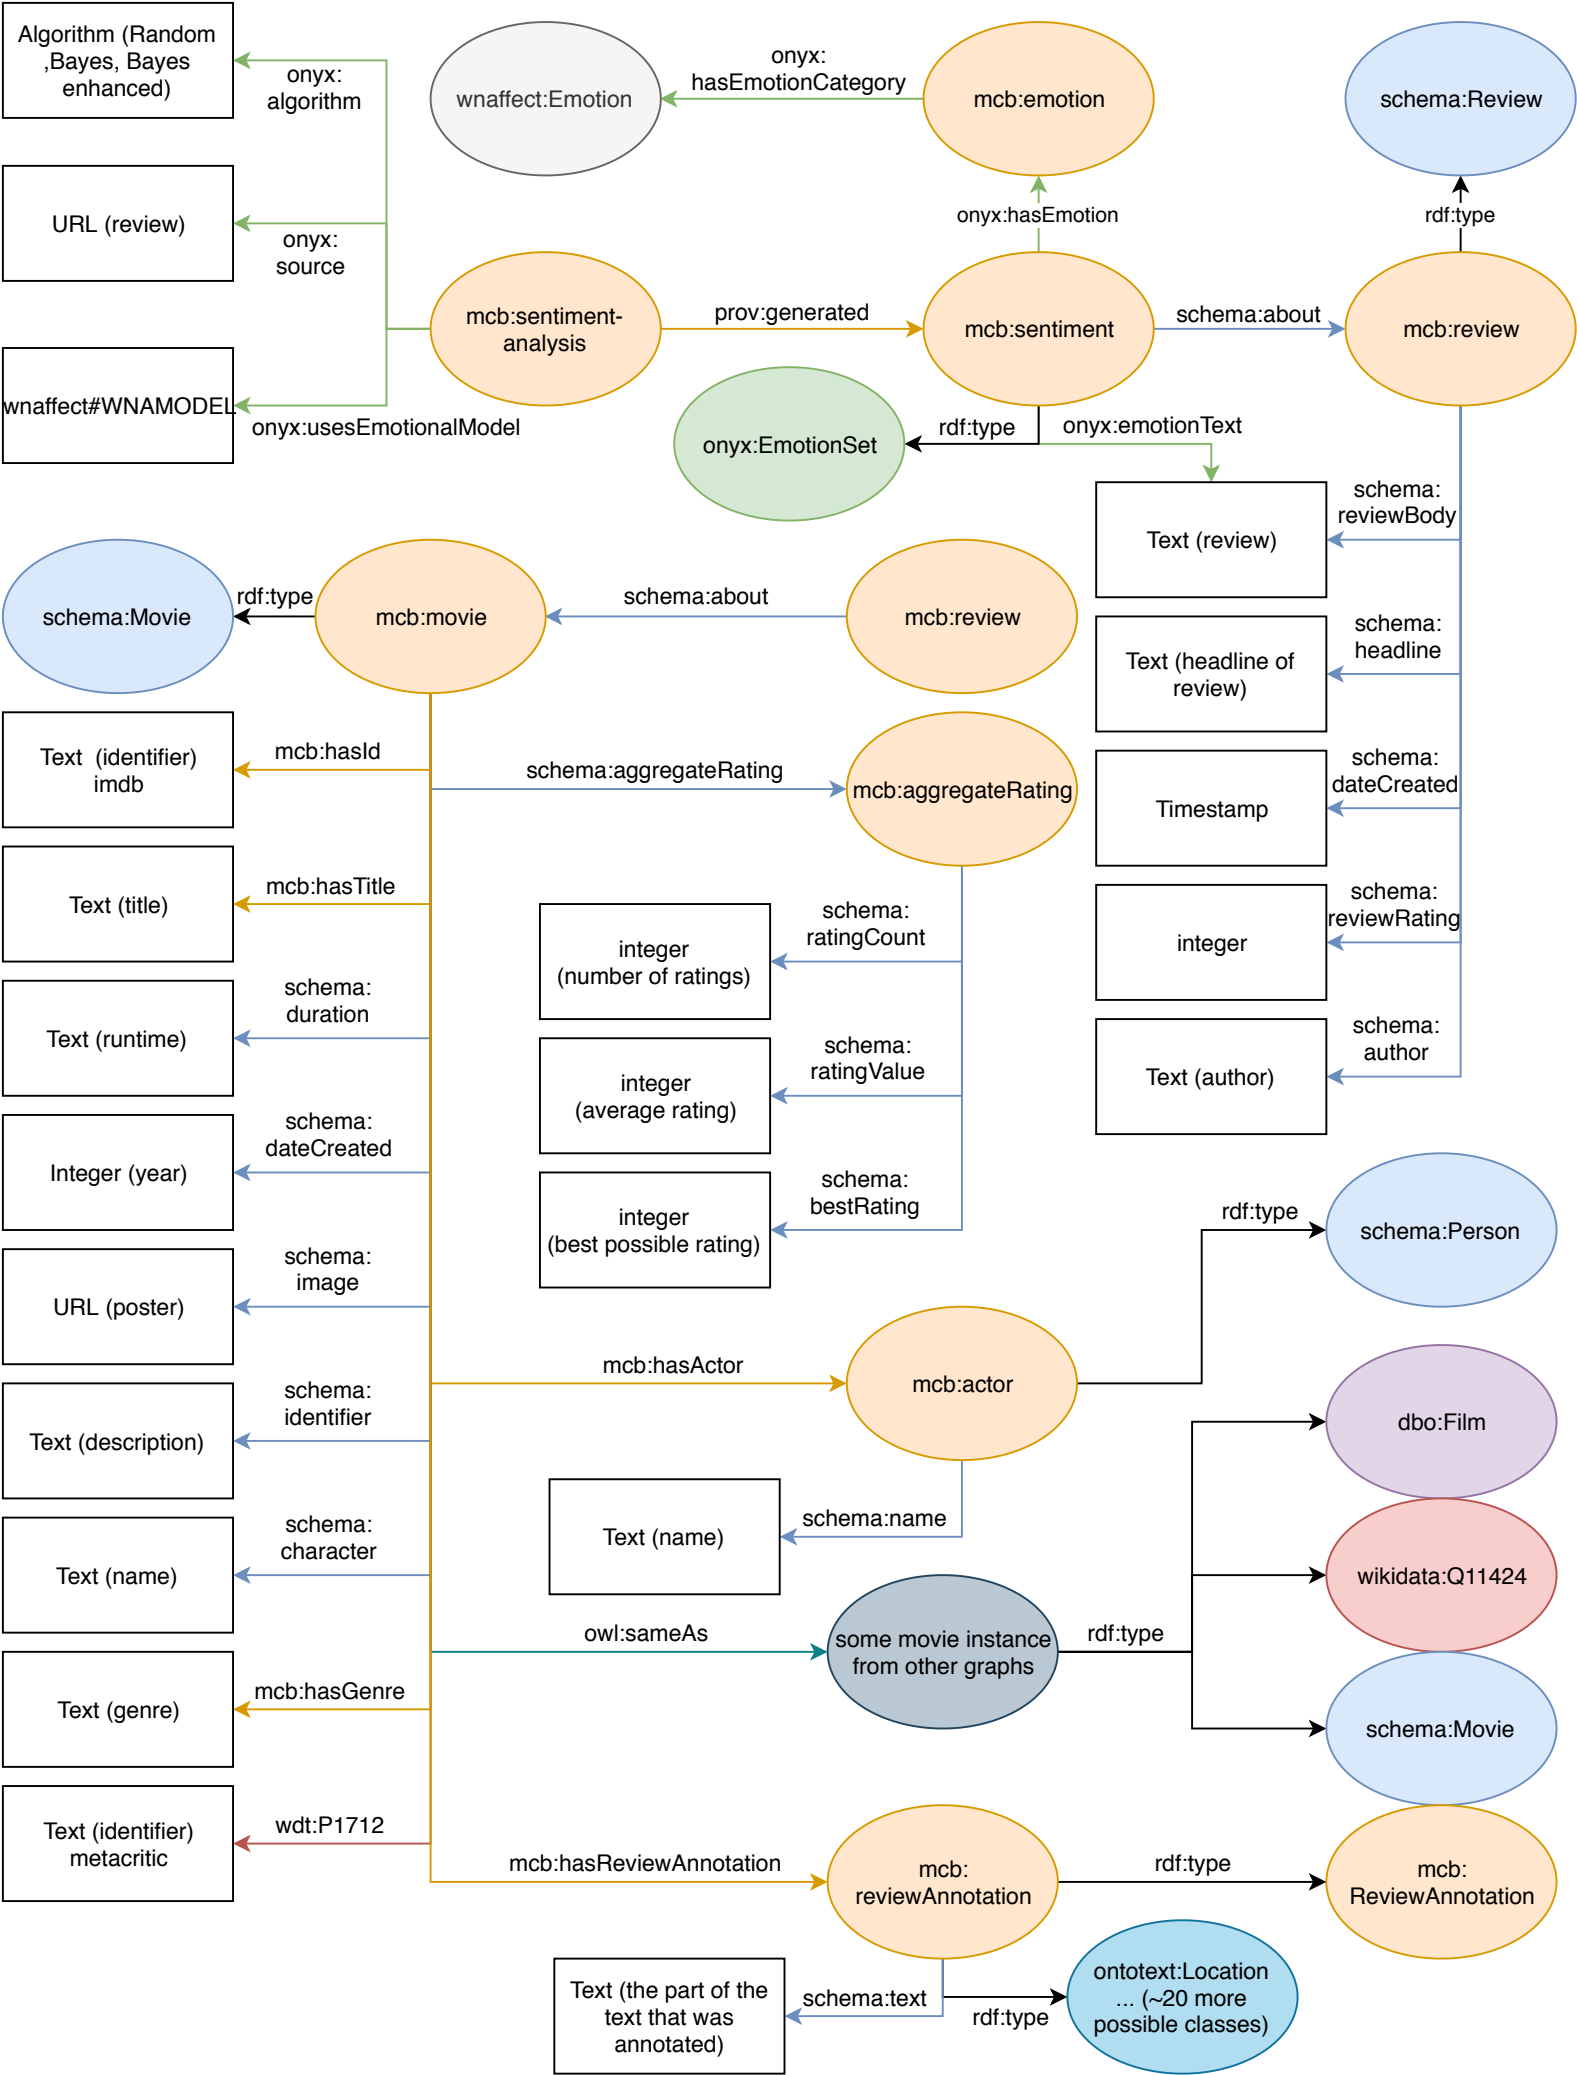 Algorithm (Random
,Bayes, Bayes
enhanced)
onyx:
algorithm
wnaffect:Emotion
onyx:
hasEmotionCategory
mcb:emotion
schema:Review
URL (review)
onyx:
source
onyx:hasEmotion
rdf:type
mcb:sentiment-
analysis
prov:generated
mcb:sentiment
schema:about
mcb:review
wnaffect#WNAMODEL
onyx:usesEmotionalModel
onyx:EmotionSet
rdf:type
onyx:emotionText
Text (review)
schema:
reviewBody
schema:Movie
rdf:type
mcb:movie
schema:about
mcb:review
Text (headline of
review)
schema:
headline
Text  (identifier)
imdb
mcb:hasId
schema:aggregateRating
mcb:aggregateRating
Timestamp
schema:
dateCreated
Text (title)
mcb:hasTitle
integer
(number of ratings)
schema:
ratingCount
integer
schema:
reviewRating
Text (runtime)
schema:
duration
integer
(average rating)
schema:
ratingValue
Text (author)
schema:
author
Integer (year)
schema:
dateCreated
integer
(best possible rating)
schema:
bestRating
rdf:type
schema:Person
URL (poster)
schema:
image
mcb:hasActor
mcb:actor
Text (description)
schema:
identifier
dbo:Film
Text (name)
schema:name
Text (name)
schema:
character
wikidata:Q11424
owl:sameAs
some movie instance
from other graphs
rdf:type
Text (genre)
mcb:hasGenre
schema:Movie
Text (identifier)
metacritic
wdt:P1712
mcb:hasReviewAnnotation
mcb:
reviewAnnotation
rdf:type
mcb:
ReviewAnnotation
Text (the part of the
text that was
annotated)
schema:text
rdf:type
ontotext:Location
... (~20 more
possible classes)